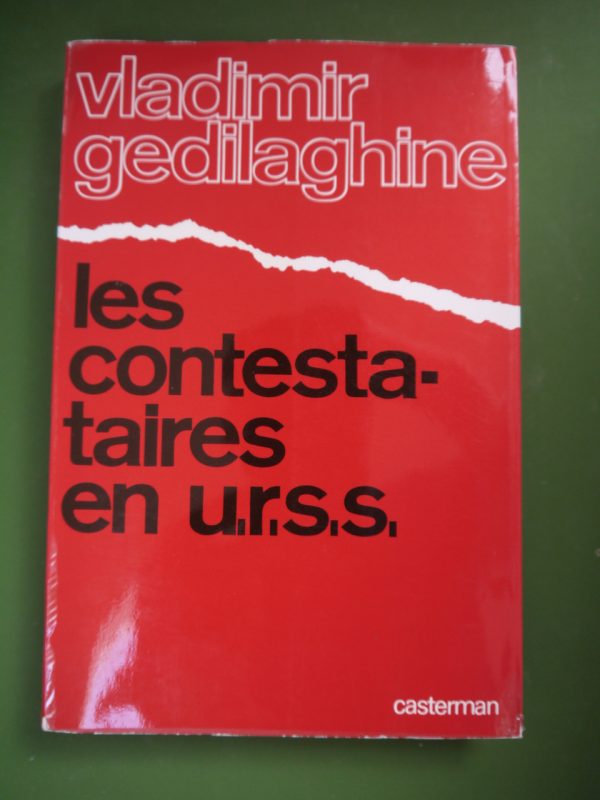 vladimir
gedilaghine
les
contesta-
taires
en u.r.s.s.
casterman